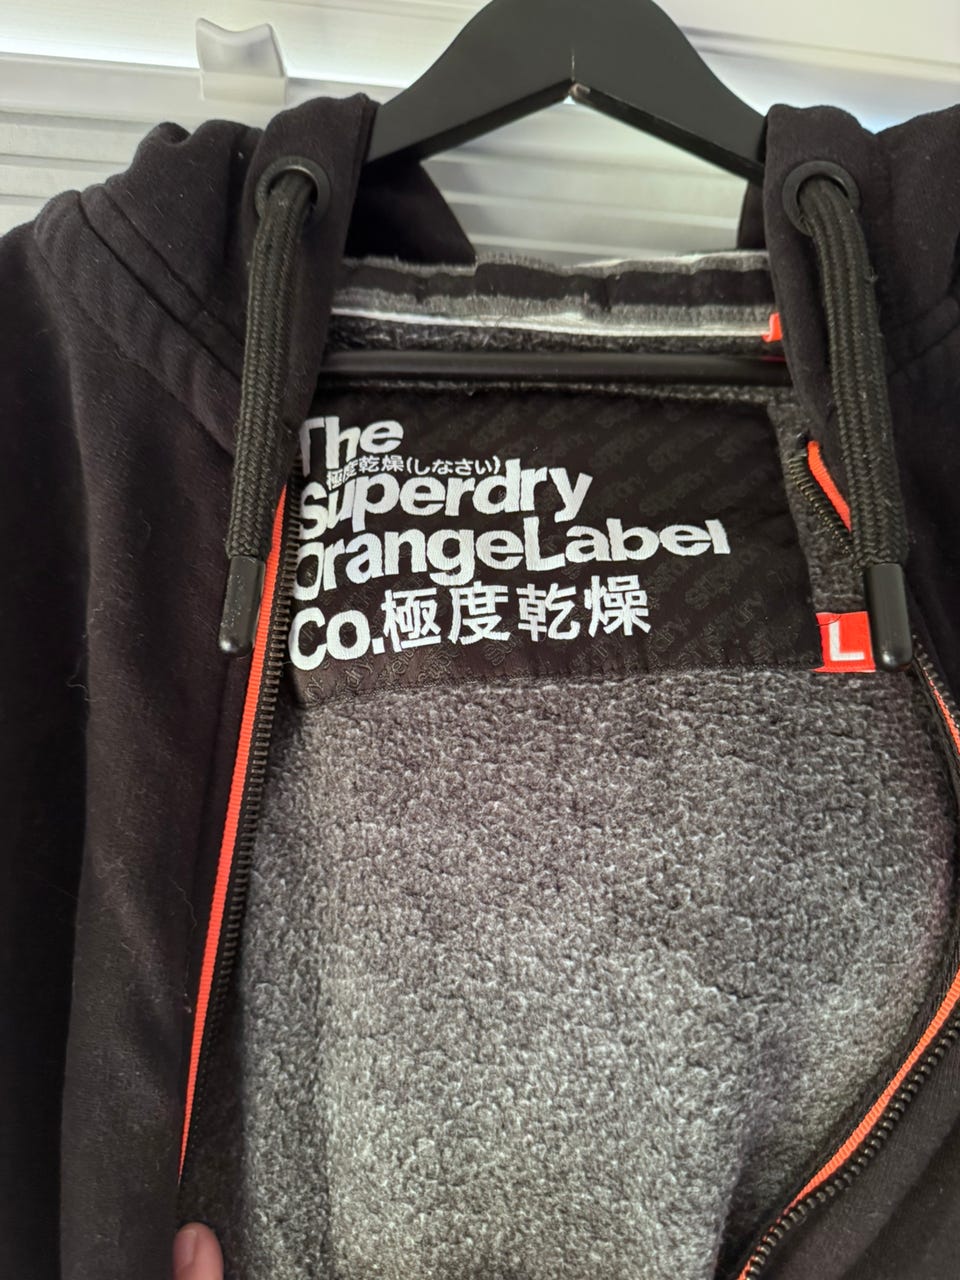 The
極度乾燥(しなさい)
Superdry
OrangeLabel
Co.極度乾燥
L